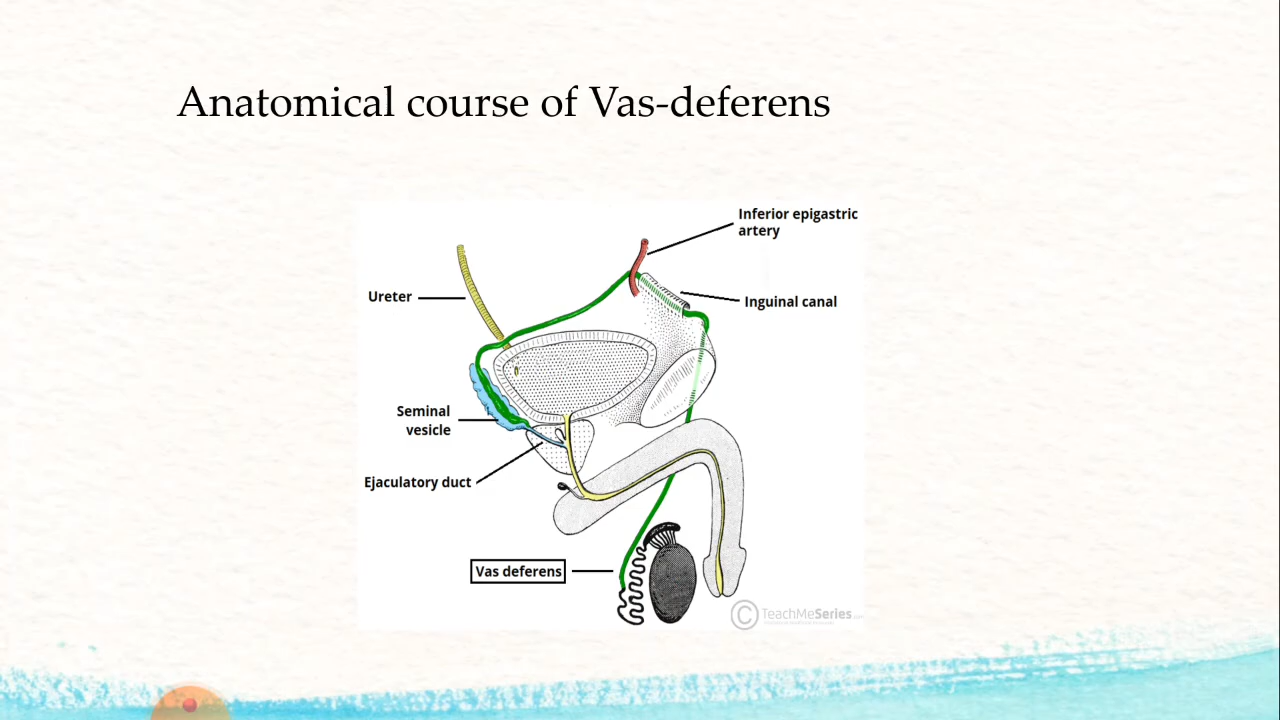 Anatomical course of Vas-deferens
Inferior epigastric
artery
Ureter
Inguinal canal
Seminal
vesicle
Ejaculatory duct
Vas deferens
© TeachMeSeries